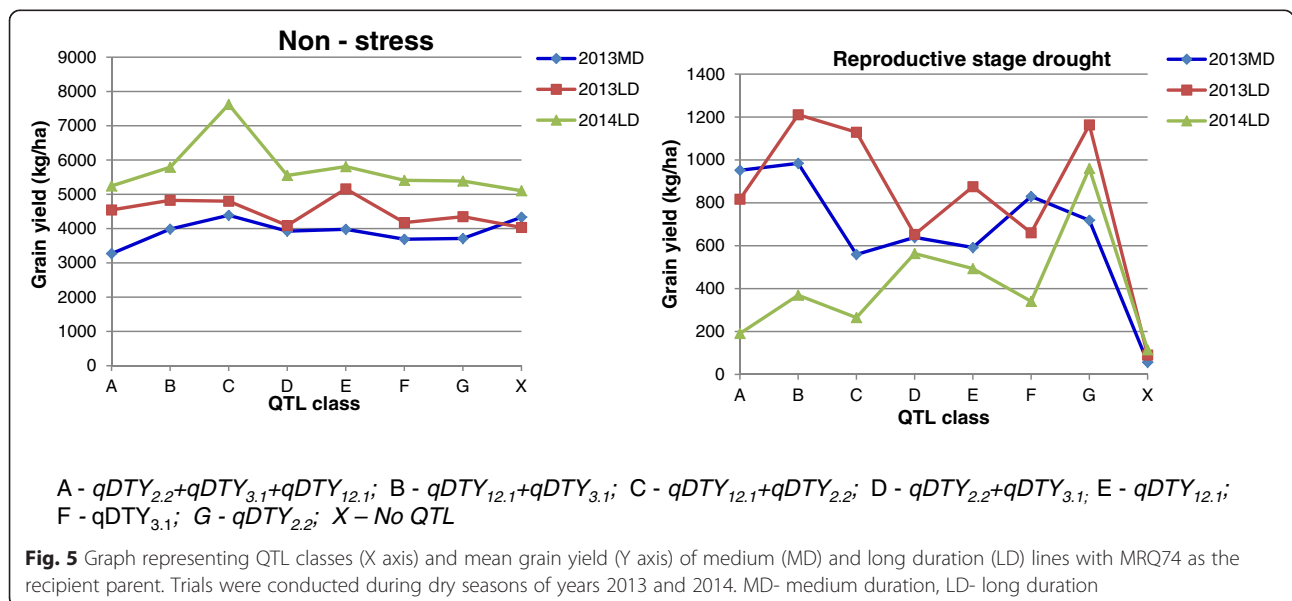 Non - stress
2013MD
2013LD
2014LD
Grain yield (kg/ha)
9000
8000
7000
6000
5000
4000
3000
2000
1000
0
A B C D E F G X
QTL class
Reproductive stage drought
2013MD
2013LD
2014LD
Grain yield (kg/ha)
1400
1200
1000
800
600
400
200
0
A B C D E F G X
QTL class
A - qDTY2.2+qDTY3.1+qDTY12.1; B - qDTY12.1+qDTY3.1; C - qDTY12.1+qDTY2.2; D - qDTY2.2+qDTY3.1; E - qDTY12.1;
F - qDTY3.1; G - qDTY2.2; X – No QTL
Fig. 5 Graph representing QTL classes (X axis) and mean grain yield (Y axis) of medium (MD) and long duration (LD) lines with MRQ74 as the
recipient parent. Trials were conducted during dry seasons of years 2013 and 2014. MD- medium duration, LD- long duration